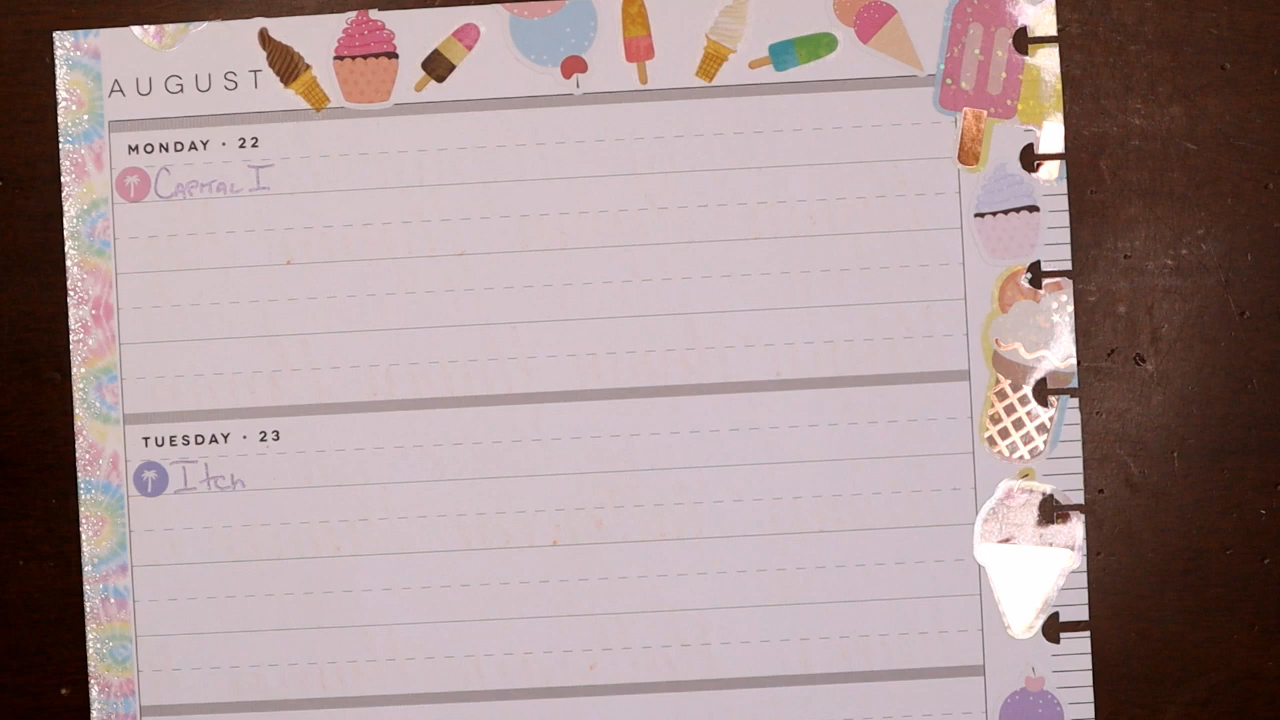 AUGUST
MONDAY · 22
CAPITAL I
TUESDAY · 23
Itch